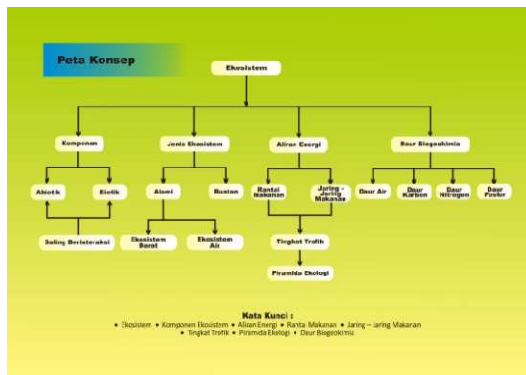 Peta Konsep
Ekosistem
Komponen
Jenis Ekosistem
Aliran Energi
Daur Biogeokimia
Abiotik
Biotik
Alami
Buatan
Rantai
Makanan
Jaring -
Jaring
Makanan
Daur Air
Daur
Karbon
Daur
Nitrogen
Daur
Fosfor
Saling Berinteraksi
Ekosistem
Darat
Ekosistem
Air
Tingkat Trofik
Piramida Ekologi
Kata Kunci :
• Ekosistem • Komponen Ekosistem • Aliran Energi • Rantai Makanan • Jaring – Jaring Makanan
• Tingkat Trofik • Piramida Ekologi • Daur Biogeokimia